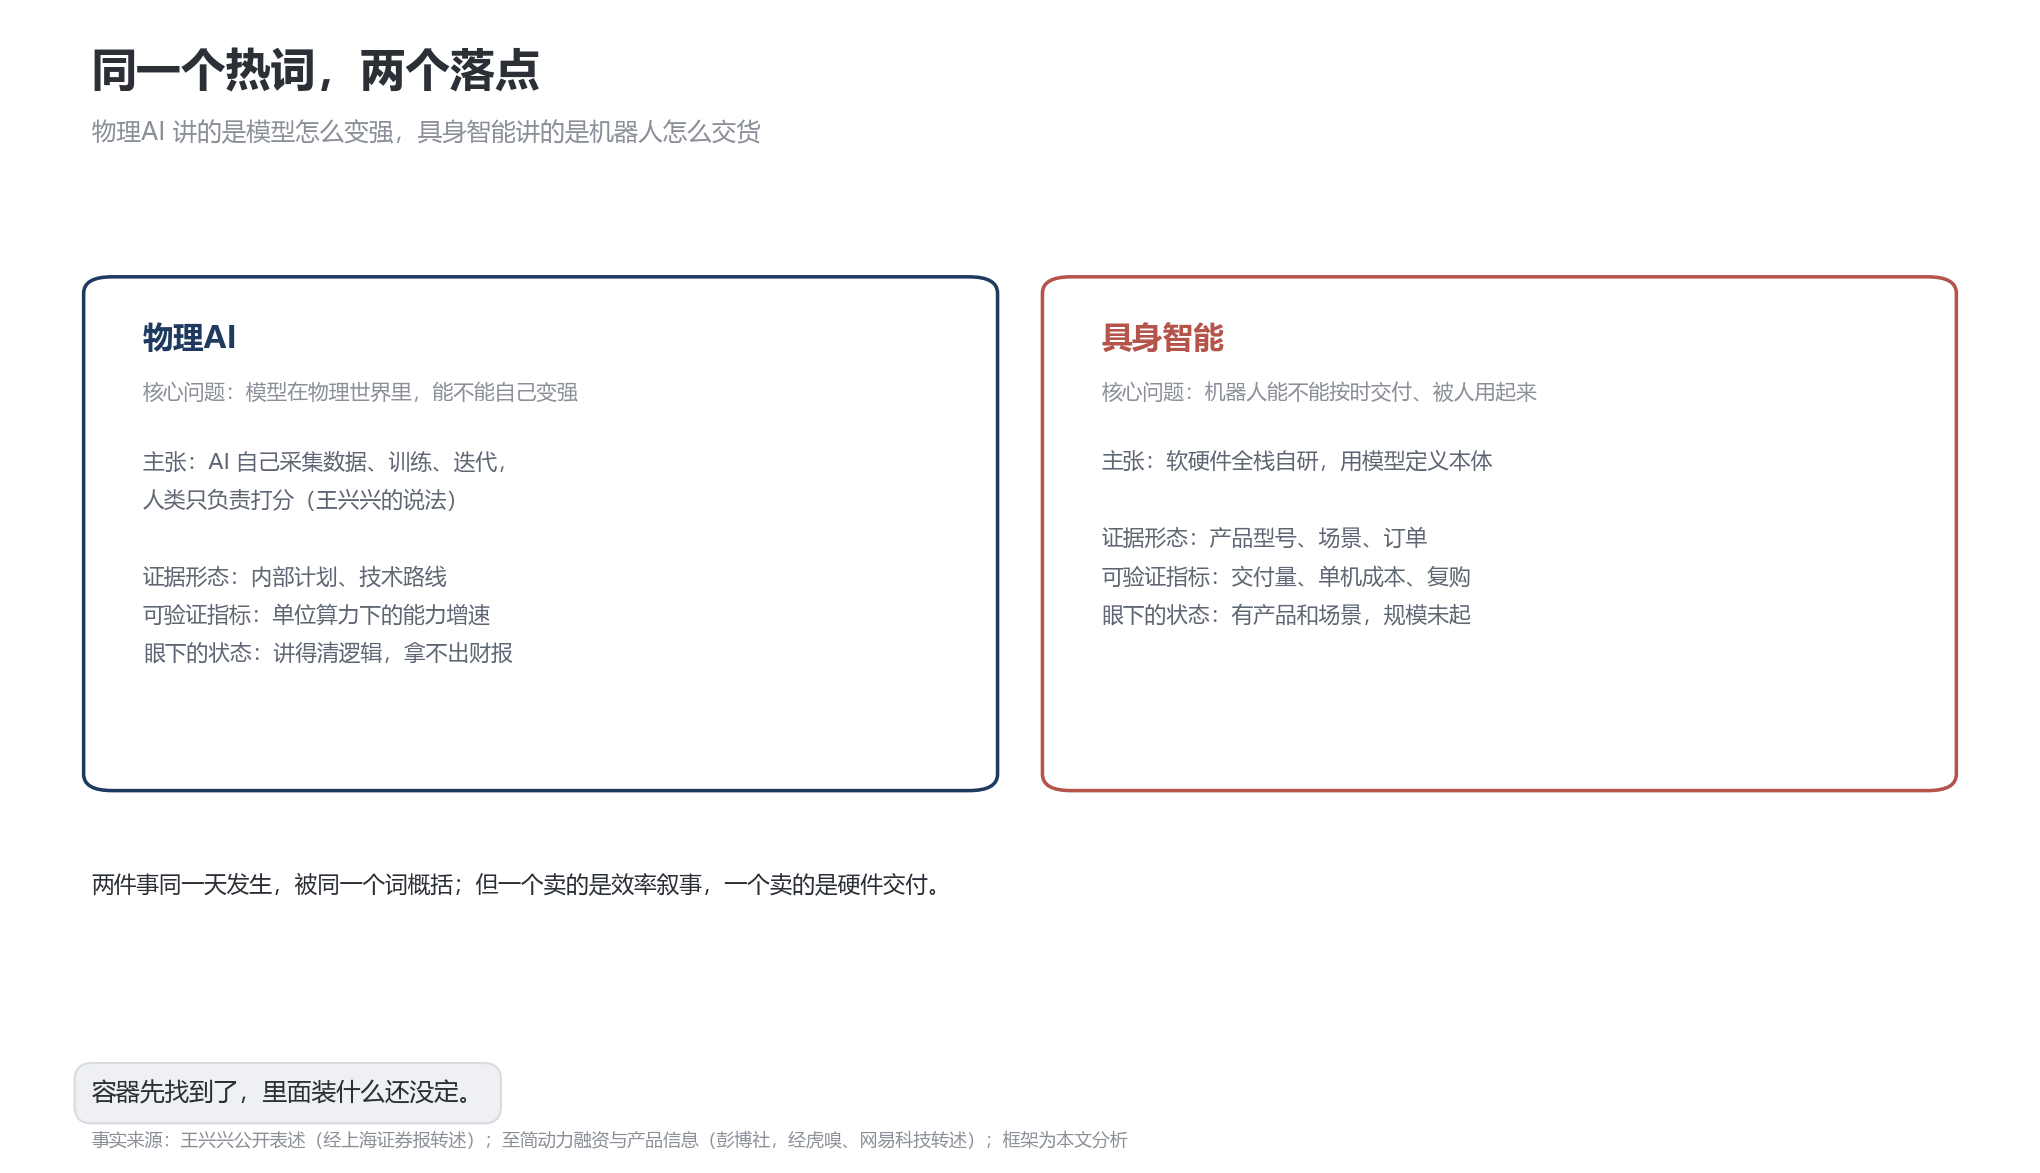 同一个热词，两个落点
物理AI 讲的是模型怎么变强，具身智能讲的是机器人怎么交货
物理AI
核心问题：模型在物理世界里，能不能自己变强
主张：AI 自己采集数据、训练、迭代，
人类只负责打分（王兴兴的说法）
证据形态：内部计划、技术路线
可验证指标：单位算力下的能力增速
眼下的状态：讲得清逻辑，拿不出财报
具身智能
核心问题：机器人能不能按时交付、被人用起来
主张：软硬件全栈自研，用模型定义本体
证据形态：产品型号、场景、订单
可验证指标：交付量、单机成本、复购
眼下的状态：有产品和场景，规模未起
两件事同一天发生，被同一个词概括；但一个卖的是效率叙事，一个卖的是硬件交付。
容器先找到了，里面装什么还没定。
事实来源：王兴兴公开表述（经上海证券报转述）；至简动力融资与产品信息（彭博社，经虎嗅、网易科技转述）；框架为本文分析